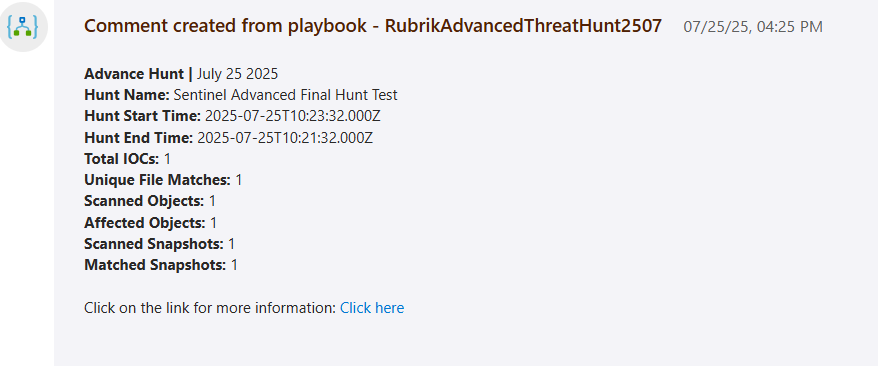 Comment created from playbook - RubrikAdvancedThreatHunt2507 07/25/25, 04:25 PM
Advance Hunt | July 25 2025
Hunt Name: Sentinel Advanced Final Hunt Test
Hunt Start Time: 2025-07-25T10:23:32.000Z
Hunt End Time: 2025-07-25T10:21:32.000Z
Total IOCs: 1
Unique File Matches: 1
Scanned Objects: 1
Affected Objects: 1
Scanned Snapshots: 1
Matched Snapshots: 1
Click on the link for more information: Click here